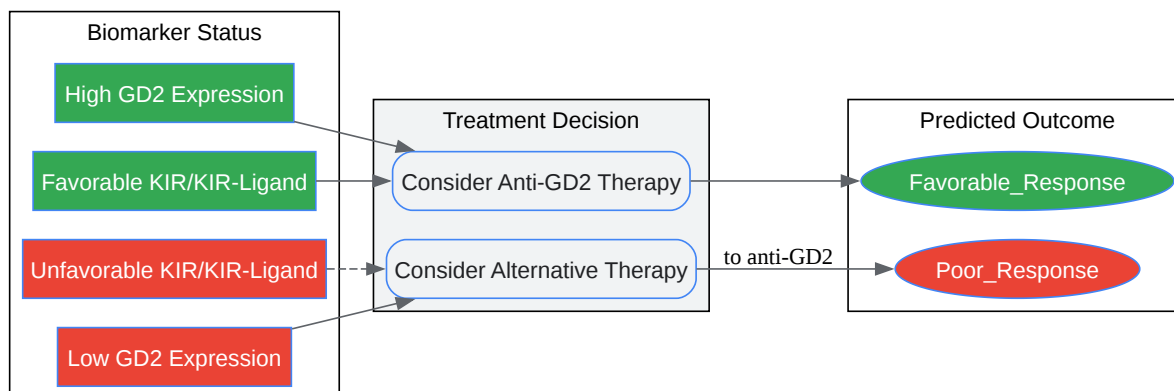 Biomarker Status
High GD2 Expression
Favorable KIR/KIR-Ligand
Unfavorable KIR/KIR-Ligand
Low GD2 Expression
Treatment Decision
Consider Anti-GD2 Therapy
Consider Alternative Therapy
to anti-GD2
Predicted Outcome
Favorable_Response
Poor_Response